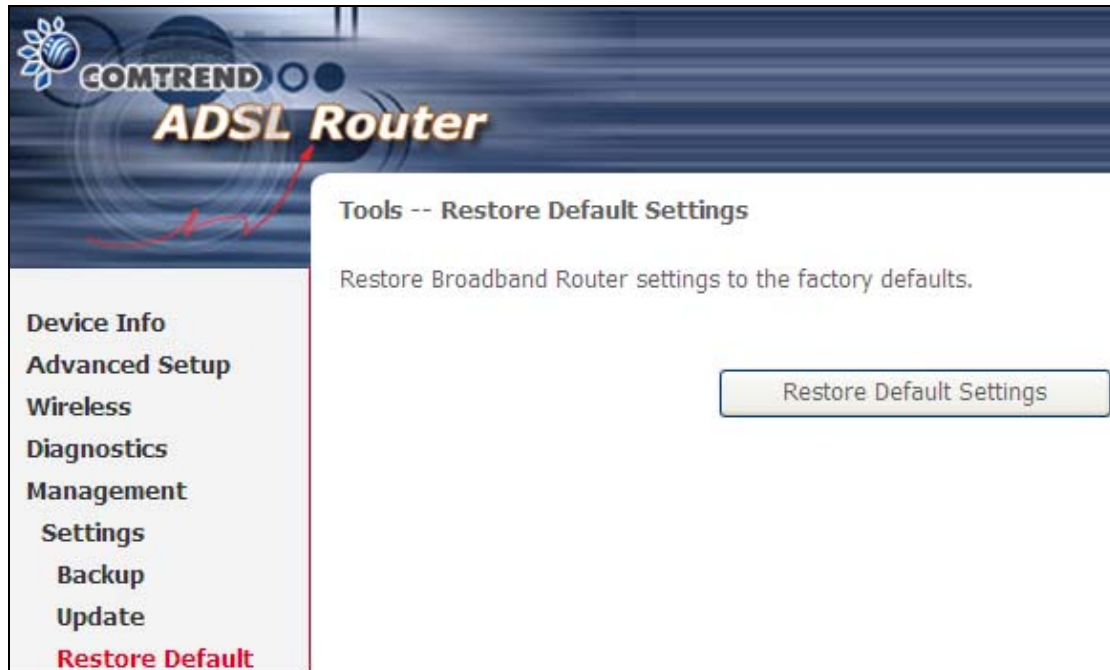 COMTREND
ADSL Router
Tools -- Restore Default Settings
Restore Broadband Router settings to the factory defaults.
Restore Default Settings
Device Info
Advanced Setup
Wireless
Diagnostics
Management
Settings
Backup
Update
Restore Default